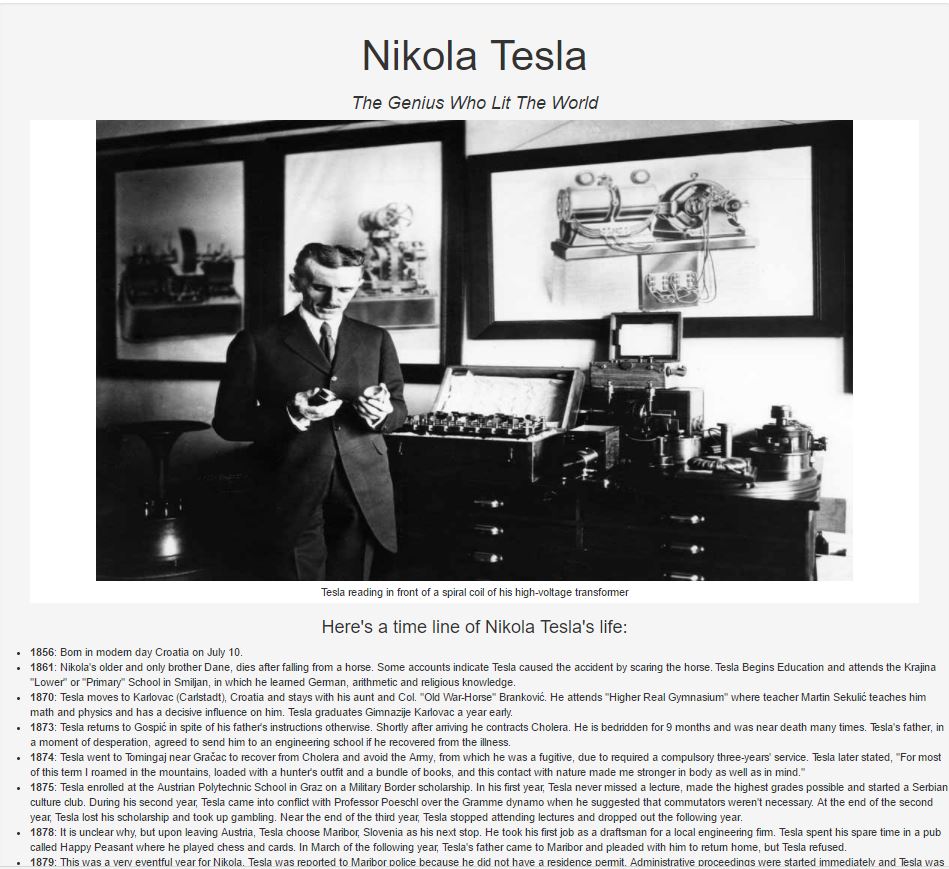 Nikola Tesla
The Genius Who Lit The World
Tesla reading in front of a spiral coil of his high-voltage transformer
Here's a time line of Nikola Tesla's life:
• 1856: Born in modern day Croatia on July 10.
• 1861: Nikola's older and only brother Dane, dies after falling from a horse. Some accounts indicate Tesla caused the accident by scaring the horse. Tesla Begins Education and attends the Krajina
"Lower" or "Primary" School in Smiljan, in which he learned German, arithmetic and religious knowledge.
• 1870: Tesla moves to Karlovac (Carlstadt), Croatia and stays with his aunt and Col. "Old War-Horse" Branković. He attends "Higher Real Gymnasium" where teacher Martin Sekulić teaches him
math and physics and has a decisive influence on him. Tesla graduates Gimnazije Karlovac a year early.
• 1873: Tesla returns to Gospić in spite of his father's instructions otherwise. Shortly after arriving he contracts Cholera. He is bedridden for 9 months and was near death many times. Tesla's father, in
a moment of desperation, agreed to send him to an engineering school if he recovered from the illness.
• 1874: Tesla went to Tomingaj near Gračac to recover from Cholera and avoid the Army, from which he was a fugitive, due to required a compulsory three-years' service. Tesla later stated, "For most
of this term I roamed in the mountains, loaded with a hunter's outfit and a bundle of books, and this contact with nature made me stronger in body as well as in mind."
• 1875: Tesla enrolled at the Austrian Polytechnic School in Graz on a Military Border scholarship. In his first year, Tesla never missed a lecture, made the highest grades possible and started a Serbian
culture club. During his second year, Tesla came into conflict with Professor Poeschl over the Gramme dynamo when he suggested that commutators weren't necessary. At the end of the second
year, Tesla lost his scholarship and took up gambling. Near the end of the third year, Tesla stopped attending lectures and dropped out the following year.
• 1878: It is unclear why, but upon leaving Austria, Tesla choose Maribor, Slovenia as his next stop. He took his first job as a draftsman for a local engineering firm. Tesla spent his spare time in a pub
called Happy Peasant where he played chess and cards. In March of the following year, Tesla's father came to Maribor and pleaded with him to return home, but Tesla refused.
• 1879: This was a very eventful year for Nikola. Tesla was reported to Maribor police because he did not have a residence permit. Administrative proceedings were started immediately and Tesla was